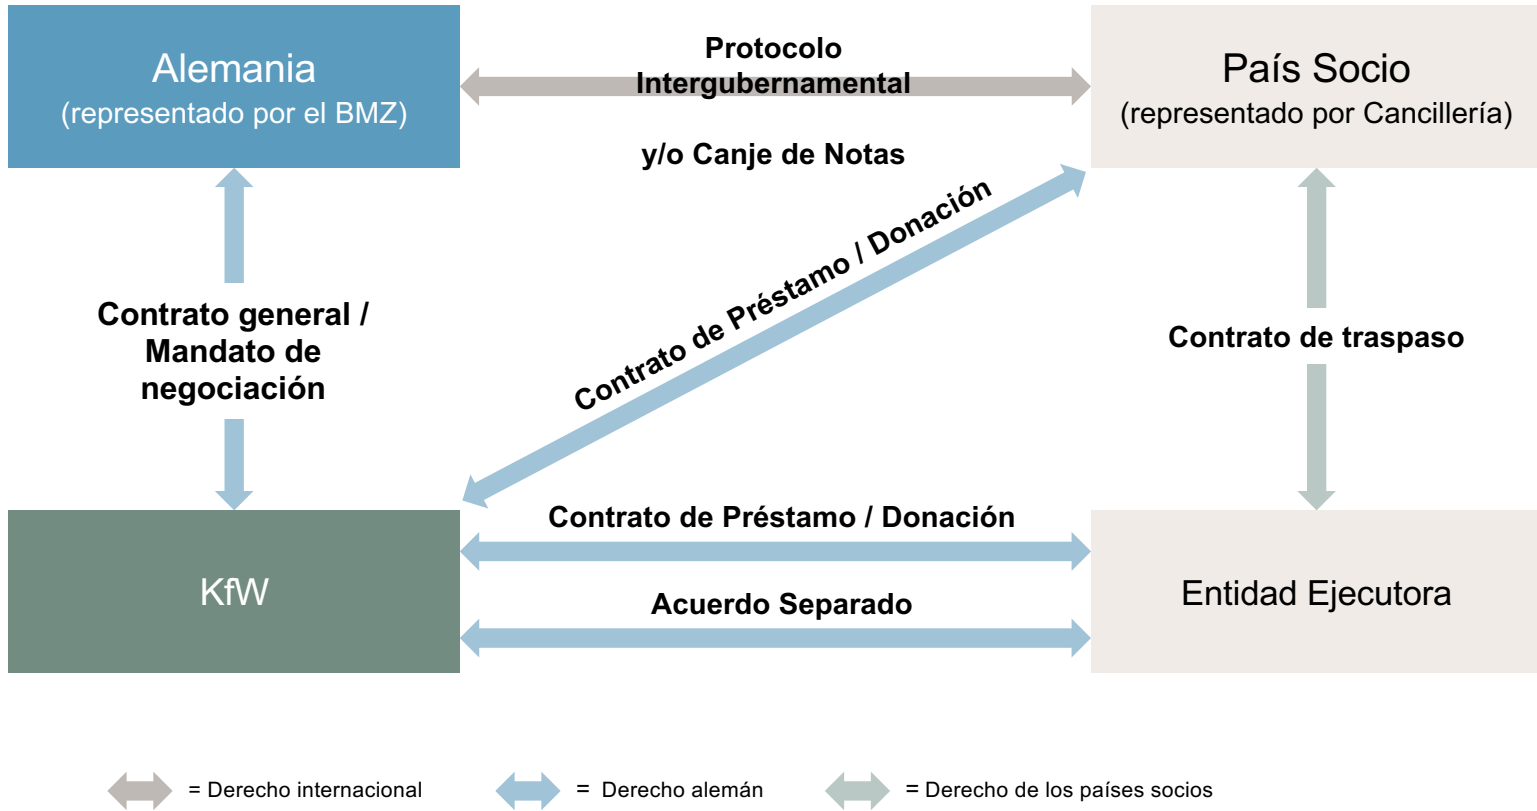 Alemania
(representado por el BMZ)
Protocolo
Intergubernamental
y/o Canje de Notas
País Socio
(representado por Cancillería)
Contrato general /
Mandato de
negociación
Contrato de Préstamo / Donación
Contrato de traspaso
KfW
Contrato de Préstamo / Donación
Acuerdo Separado
Entidad Ejecutora
= Derecho internacional
= Derecho alemán
= Derecho de los países socios